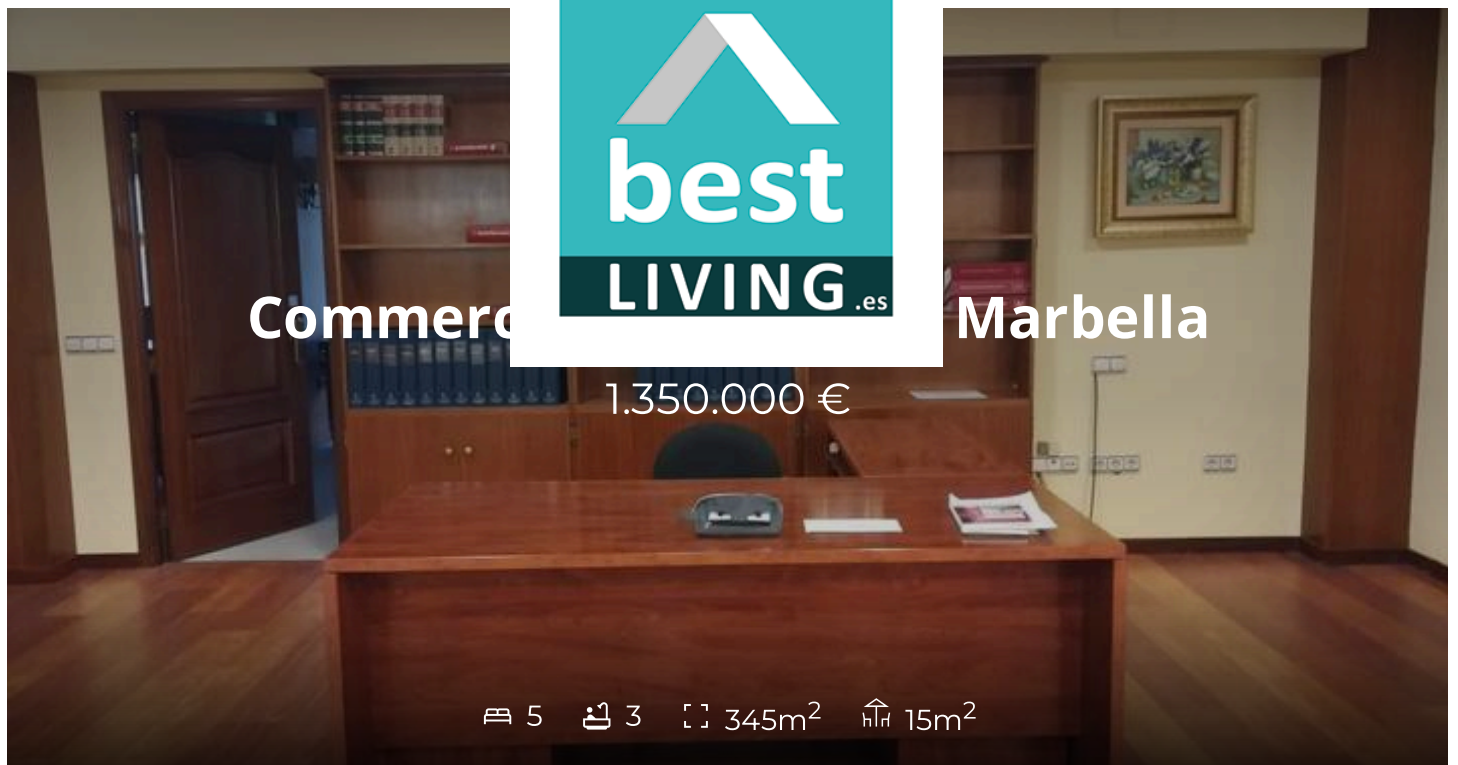 best
LIVING.es
Commerc Marbella
1.350.000 €
5 3 345m² 15m²